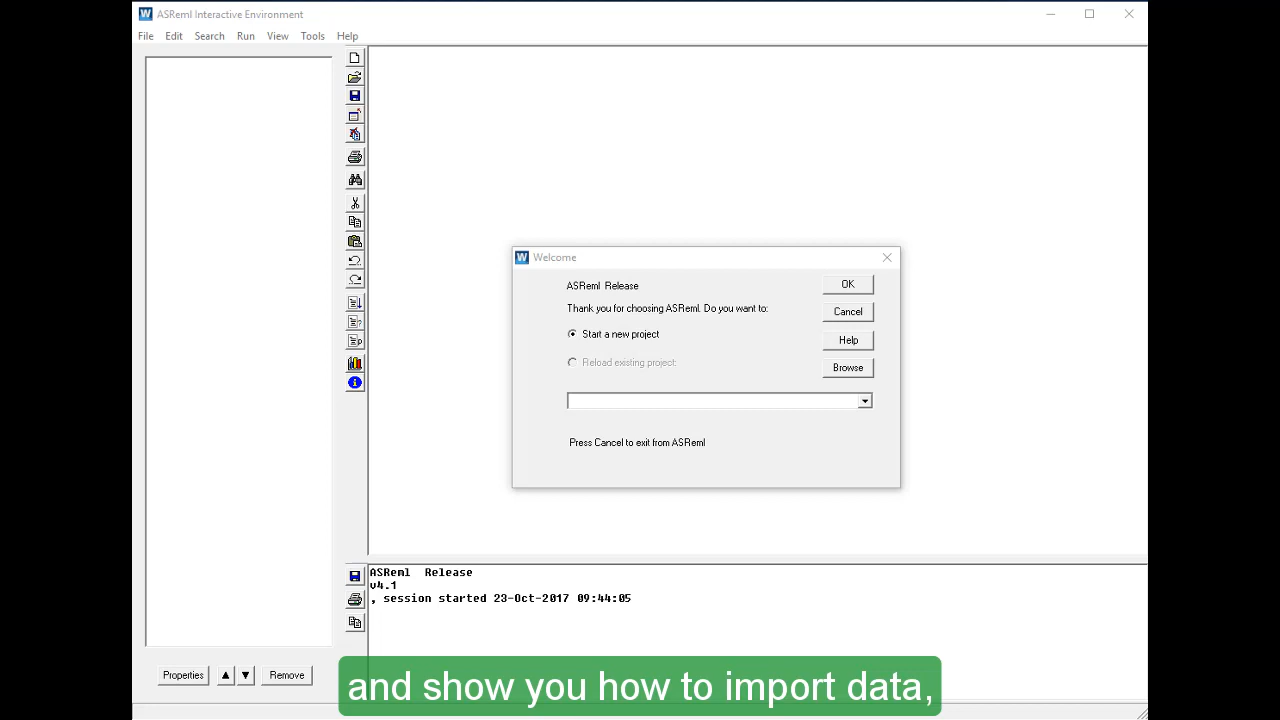 ASReml Interactive Environment
File Edit Search Run View Tools Help
W Welcome
ASReml Release
OK
Thank you for choosing ASReml. Do you want to:
Cancel
Start a new project
Help
Reload existing project:
Browse
Press Cancel to exit from ASReml
ASReml Release
v4.1
, session started 23-Oct-2017 09:44:05
Properties
Remove
and show you how to import data,